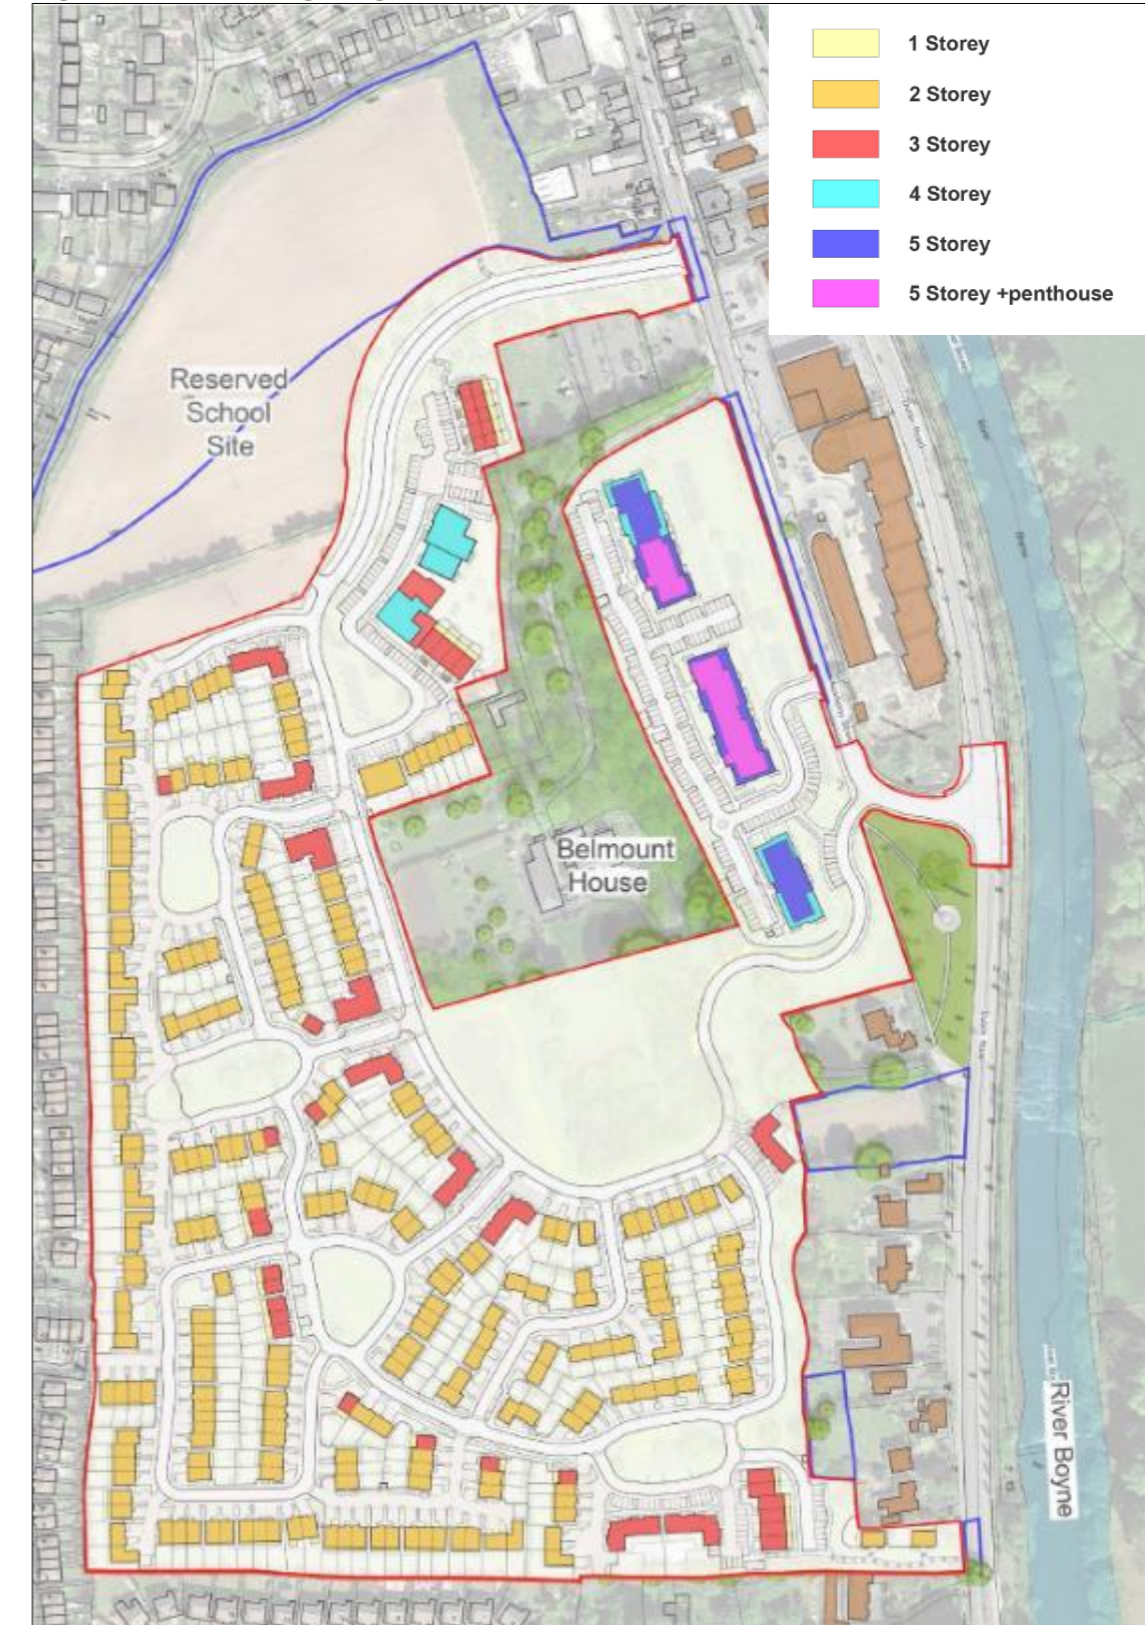 1 Storey
2 Storey
3 Storey
4 Storey
5 Storey
5 Storey +penthouse
Reserved
School
Site
Belmount
House
River Boyne